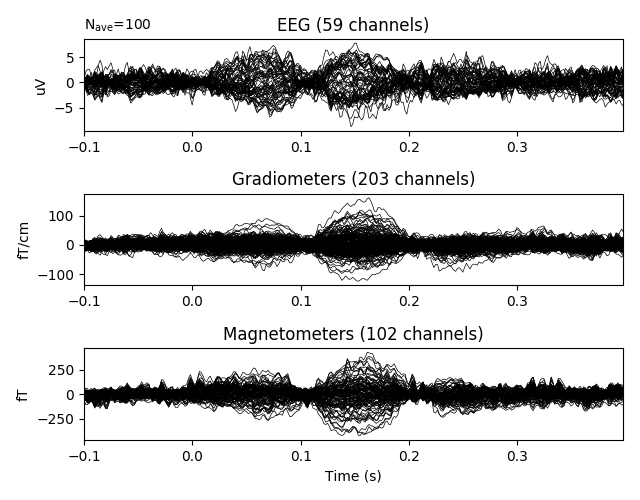 N_ave=100
EEG (59 channels)
5
0
−5
uV
−0.1 0.0 0.1 0.2 0.3
Gradiometers (203 channels)
100
0
−100
fT/cm
−0.1 0.0 0.1 0.2 0.3
Magnetometers (102 channels)
250
0
−250
fT
−0.1 0.0 0.1 0.2 0.3
Time (s)